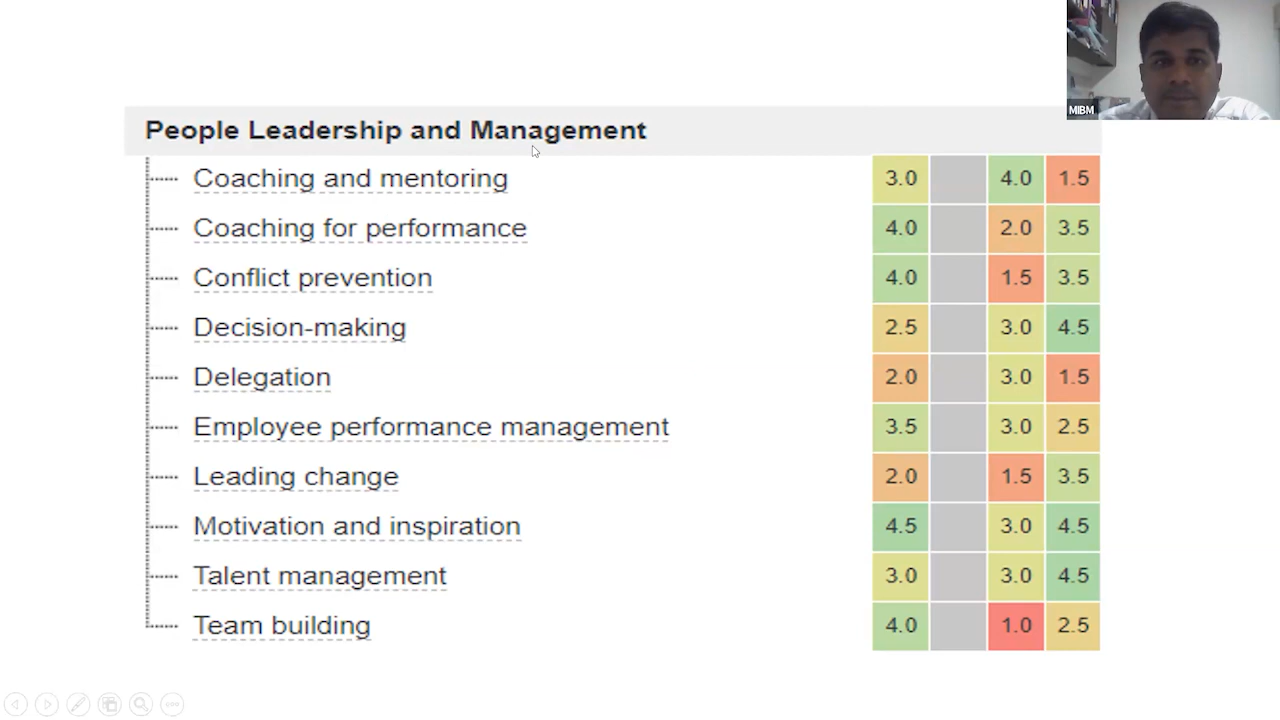 MIBM
People Leadership and Management
Coaching and mentoring 3.0 4.0 1.5
Coaching for performance 4.0 2.0 3.5
Conflict prevention 4.0 1.5 3.5
Decision-making 2.5 3.0 4.5
Delegation 2.0 3.0 1.5
Employee performance management 3.5 3.0 2.5
Leading change 2.0 1.5 3.5
Motivation and inspiration 4.5 3.0 4.5
Talent management 3.0 3.0 4.5
Team building 4.0 1.0 2.5